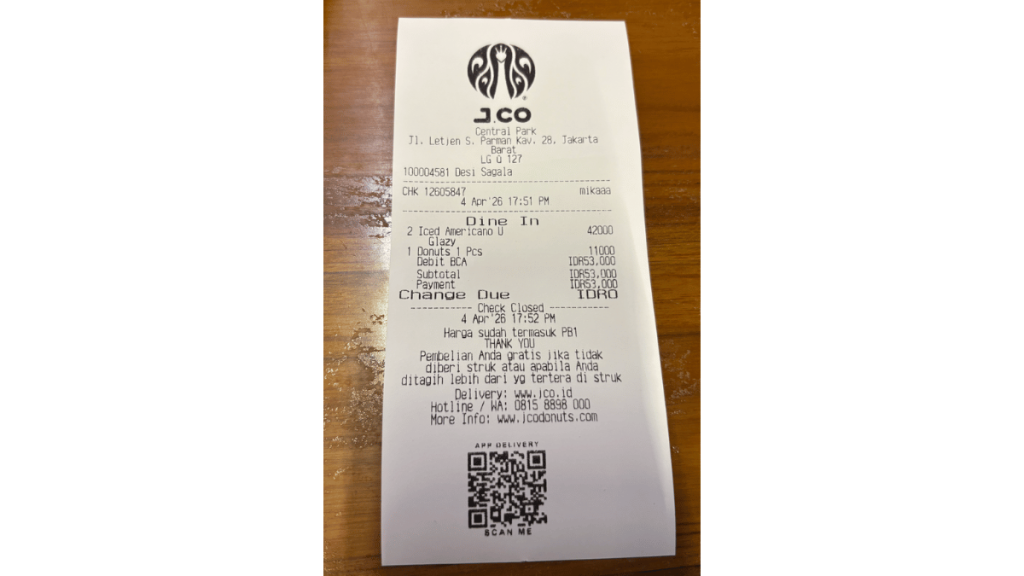 J.CO
Central Park
Jl. Letjen S. Parman Kav. 28, Jakarta
Barat
LG U 127
100004581 Desi Sagala
CHK 12605847 mikaaa
4 Apr'26 17:51 PM
Dine In
2 Iced Americano U 42000
Glazy
1 Donuts 1 Pcs 11000
Debit BCA IDR53,000
Subtotal IDR53,000
Payment IDR53,000
Change Due IDR0
Check Closed
4 Apr'26 17:52 PM
Harga sudah termasuk PB1
THANK YOU
Pembelian Anda gratis jika tidak
diberi struk atau apabila Anda
ditagih lebih dari yg tertera di struk
Delivery: www.jco.id
Hotline / WA: 0815 8898 000
More Info: www.jcodonuts.com
APP DELIVERY
SCAN ME